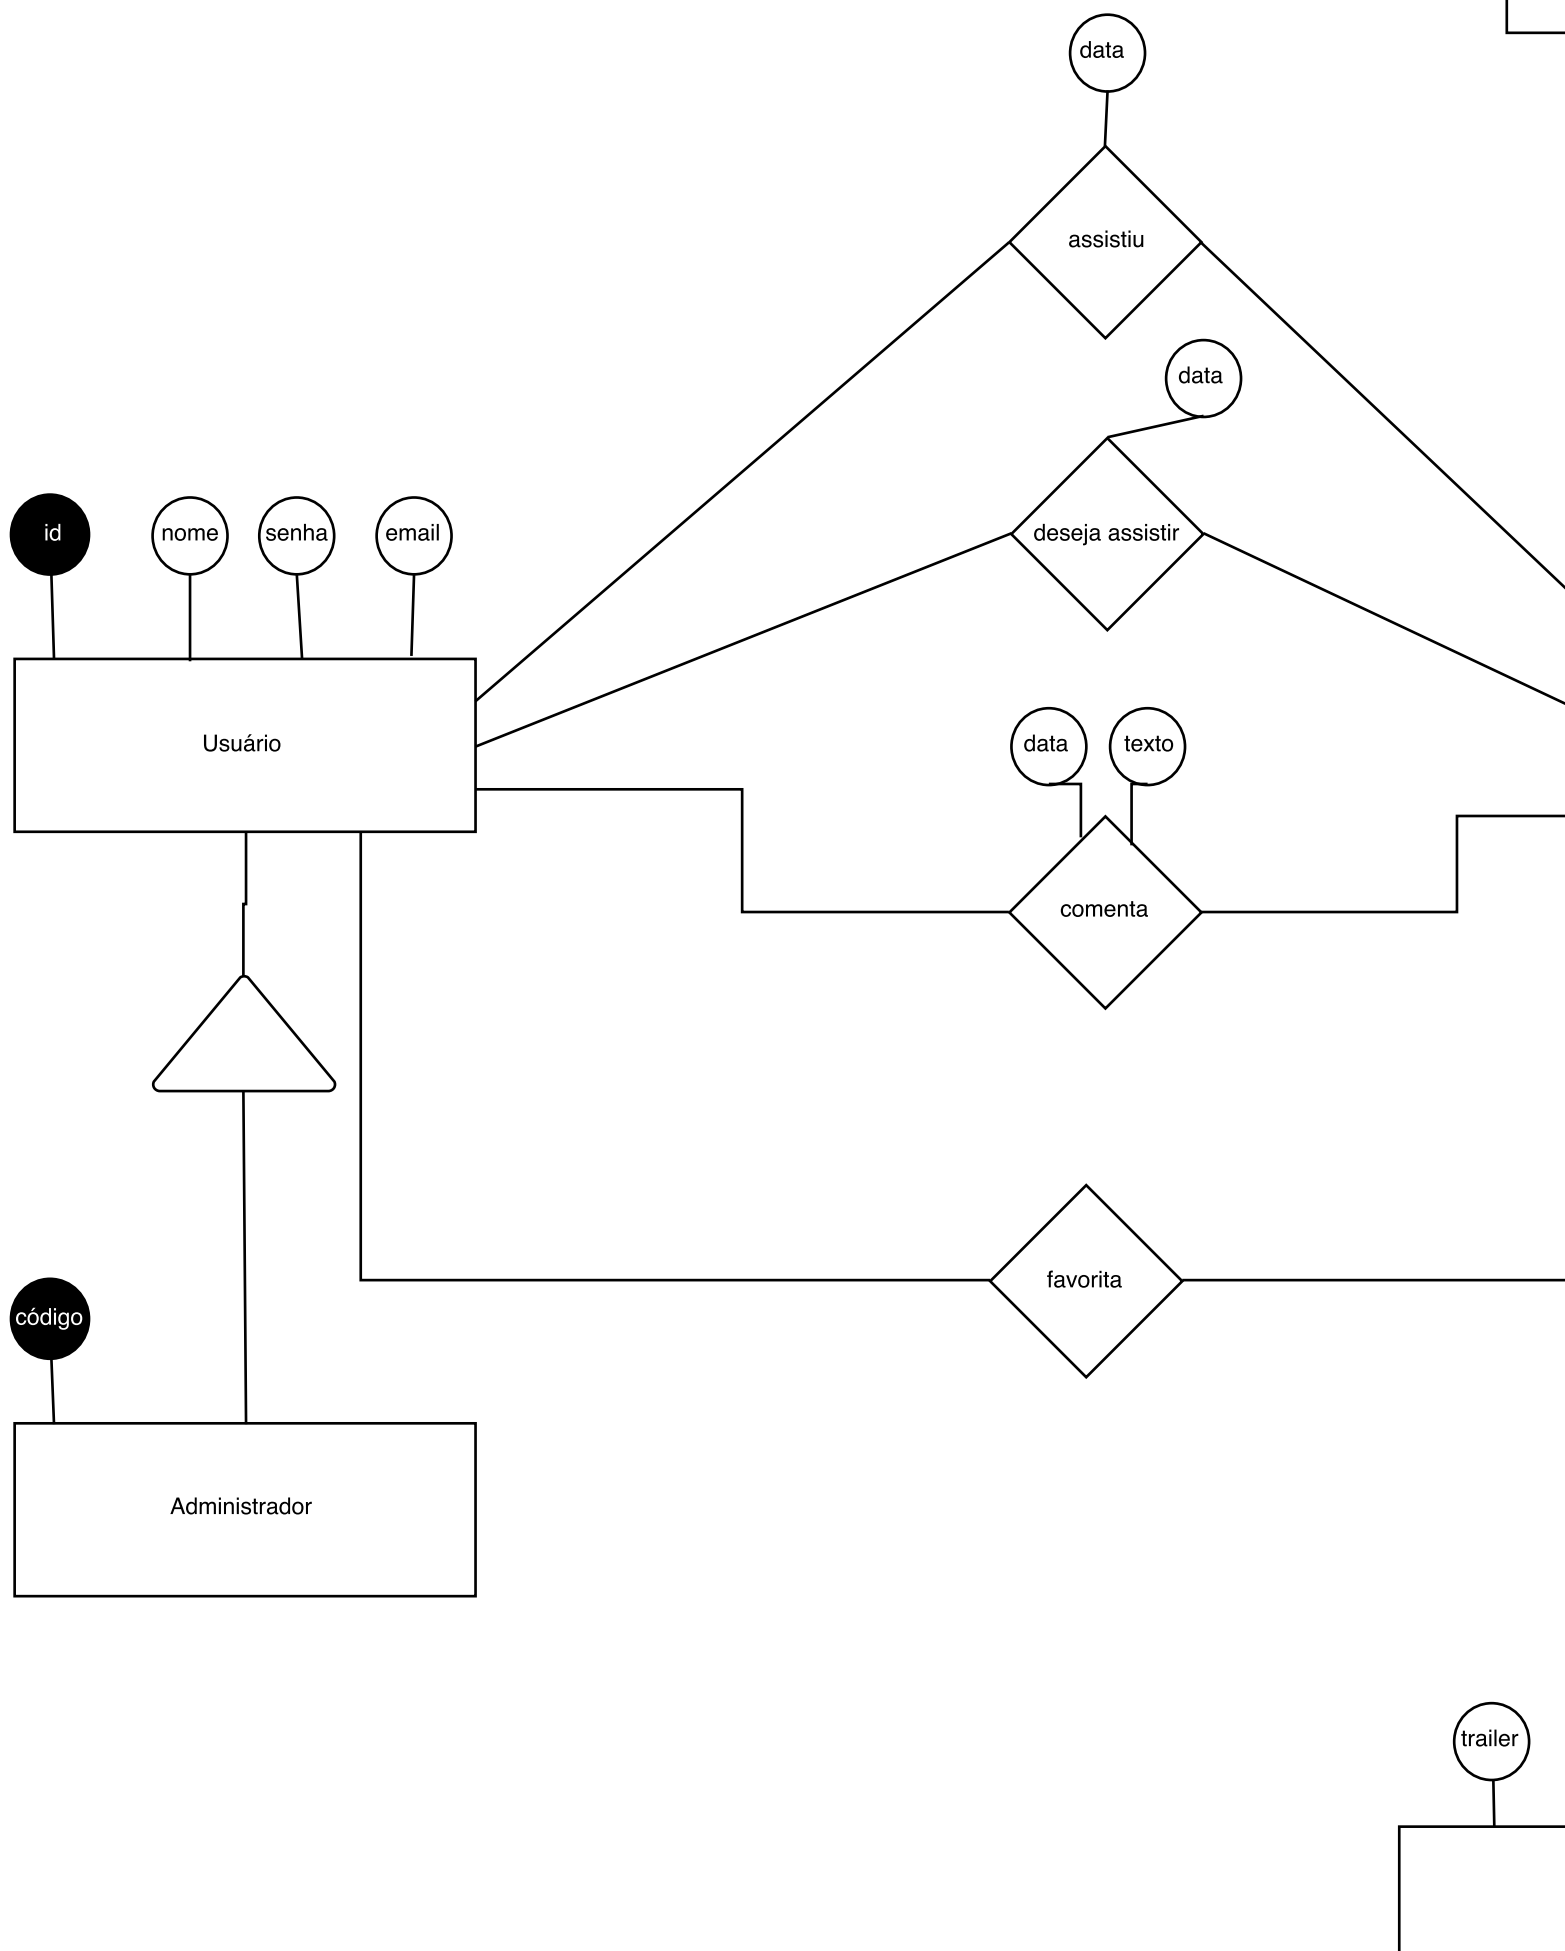 data
assistiu
data
deseja assistir
id
nome
senha
email
Usuário
data
texto
comenta
favorita
código
Administrador
trailer